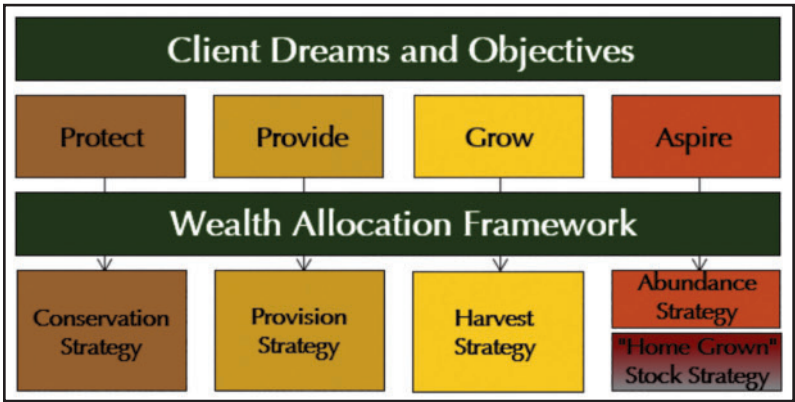 Client Dreams and Objectives
Protect
Provide
Grow
Aspire
Wealth Allocation Framework
Conservation
Strategy
Provision
Strategy
Harvest
Strategy
Abundance
Strategy
"Home Grown"
Stock Strategy